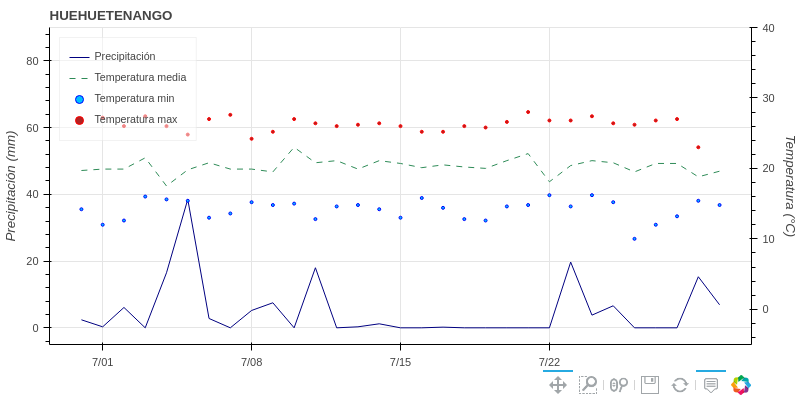 HUEHUETENANGO
Precipitación
Temperatura media
Temperatura min
Temperatura max
80
60
40
20
0
Precipitación (mm)
40
30
20
10
0
Temperatura (°C)
7/01
7/08
7/15
7/22